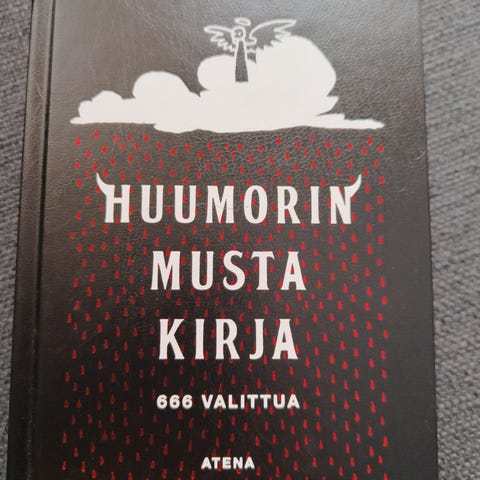 HUUMORIN
MUSTA
KIRJA
666 VALITTUA
ATENA